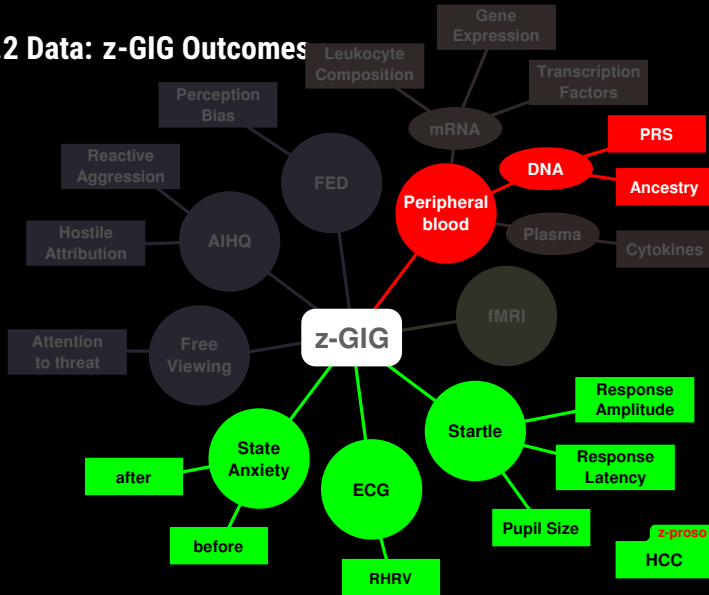 .2 Data: z-GIG Outcomes
Gene
Expression
Leukocyte
Composition
Transcription
Factors
Perception
Bias
mRNA
PRS
Reactive
Aggression
DNA
FED
Ancestry
Peripheral
blood
Hostile
Attribution
AIHQ
Plasma
Cytokines
fMRI
z-GIG
Attention
to threat
Free
Viewing
Response
Amplitude
Startle
State
Anxiety
Response
Latency
after
ECG
Pupil Size
before
z-proso
HCC
RHRV